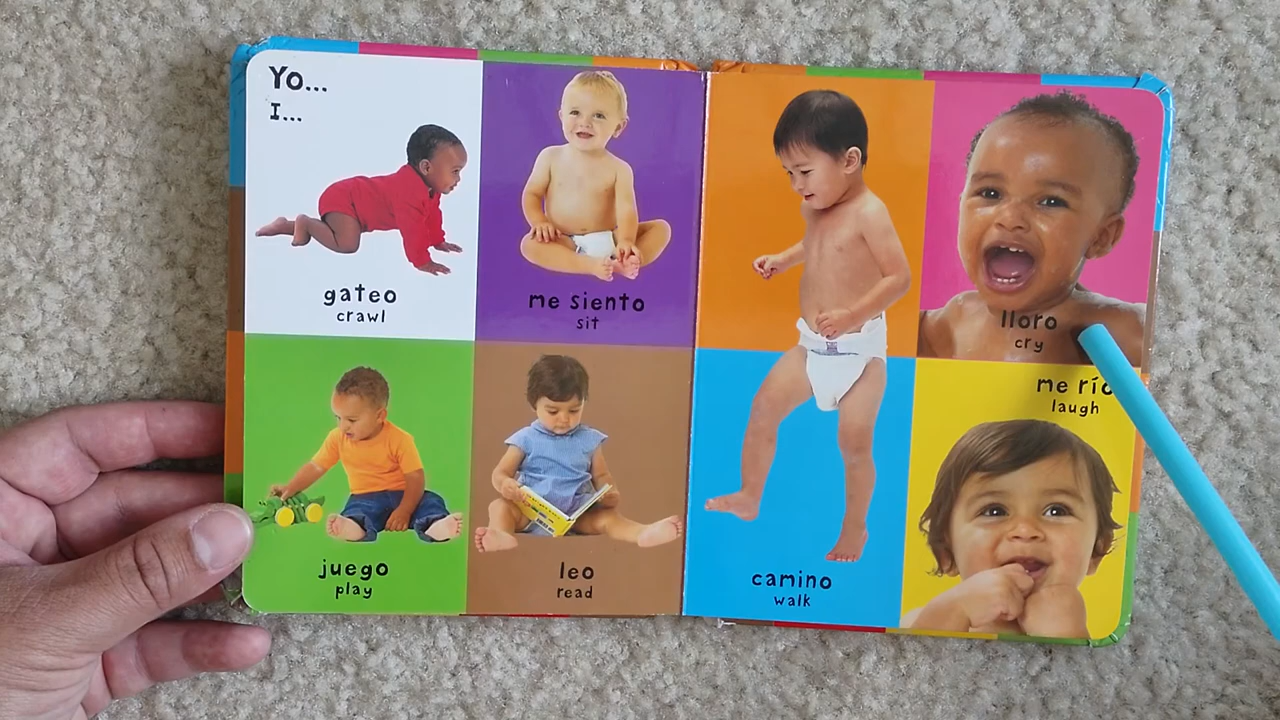 Yo...
I...
gateo
crawl
me siento
sit
juego
play
leo
read
camino
walk
lloro
cry
me río
laugh